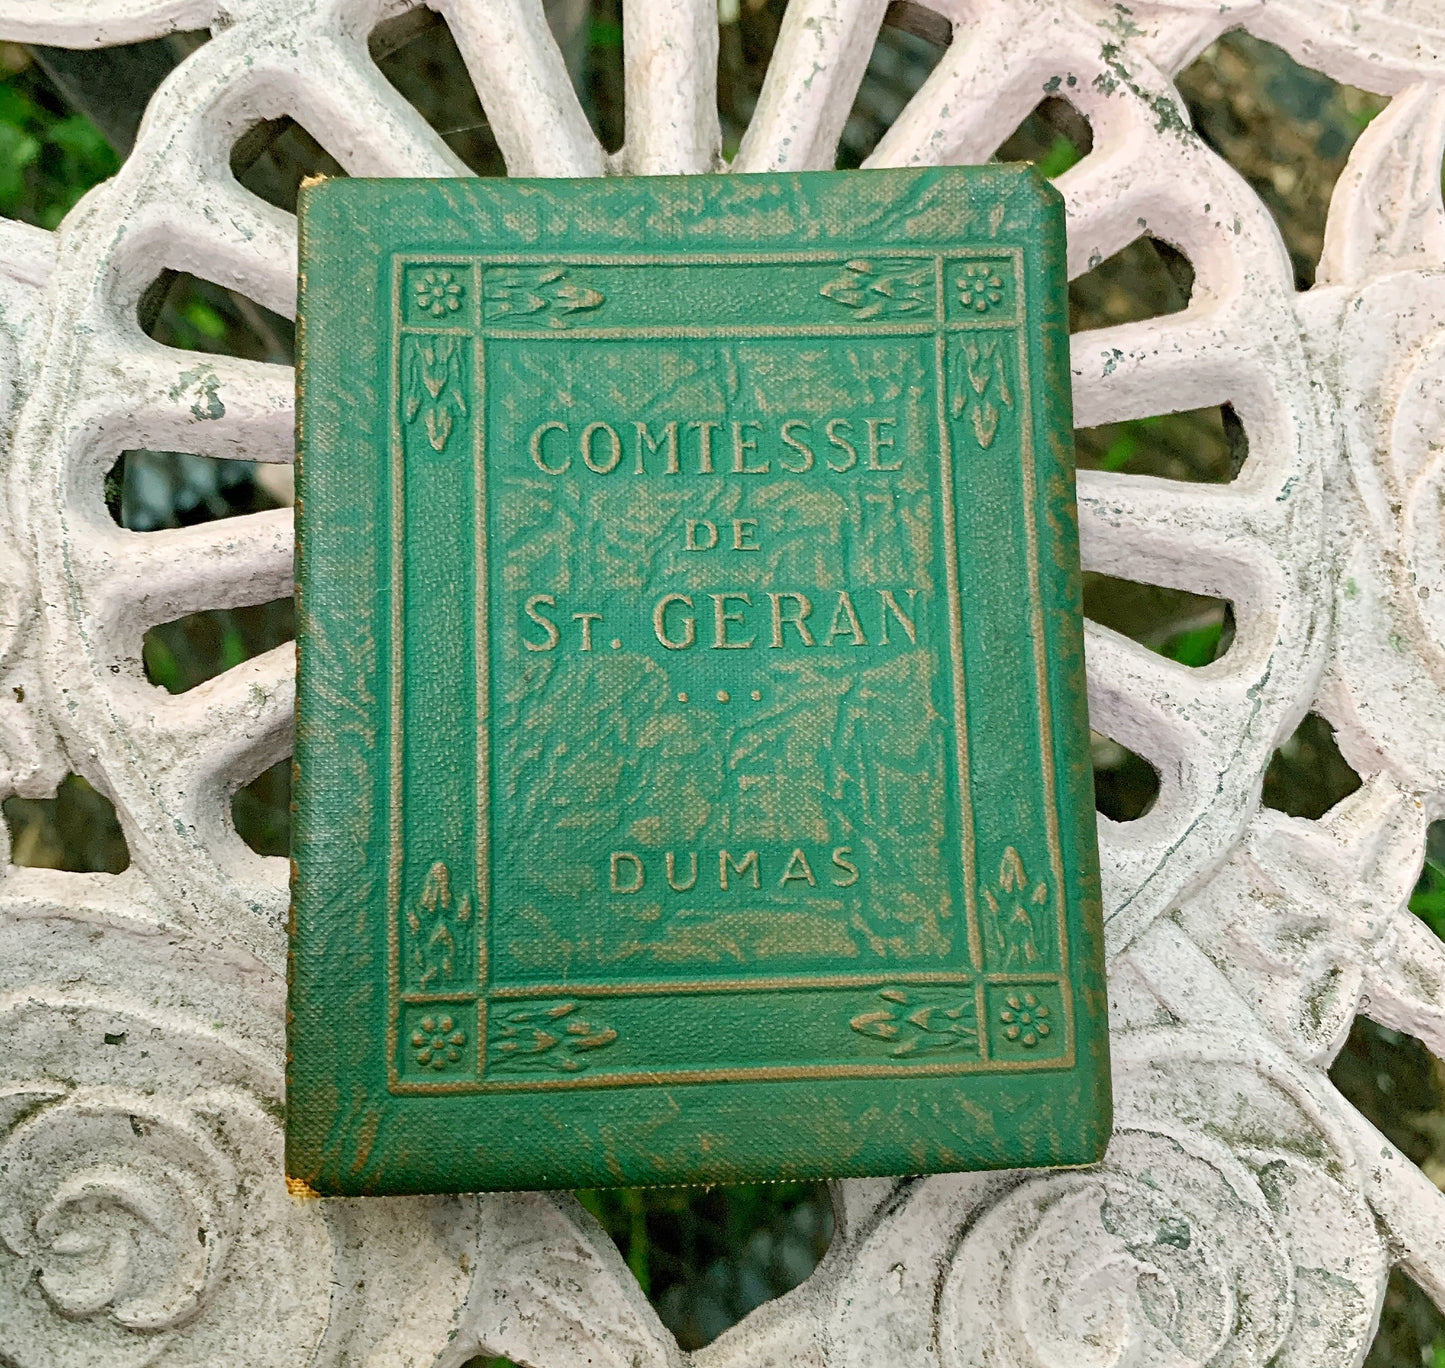 COMTESSE
DE
ST. GERAN
...
DUMAS